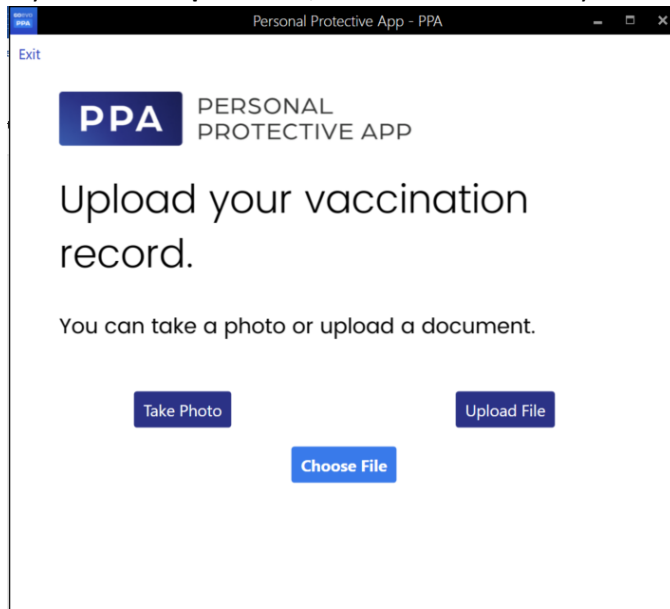 Personal Protective App - PPA
PPA
Exit
PPA
PERSONAL
PROTECTIVE APP
Upload your vaccination
record.
You can take a photo or upload a document.
Take Photo
Upload File
Choose File